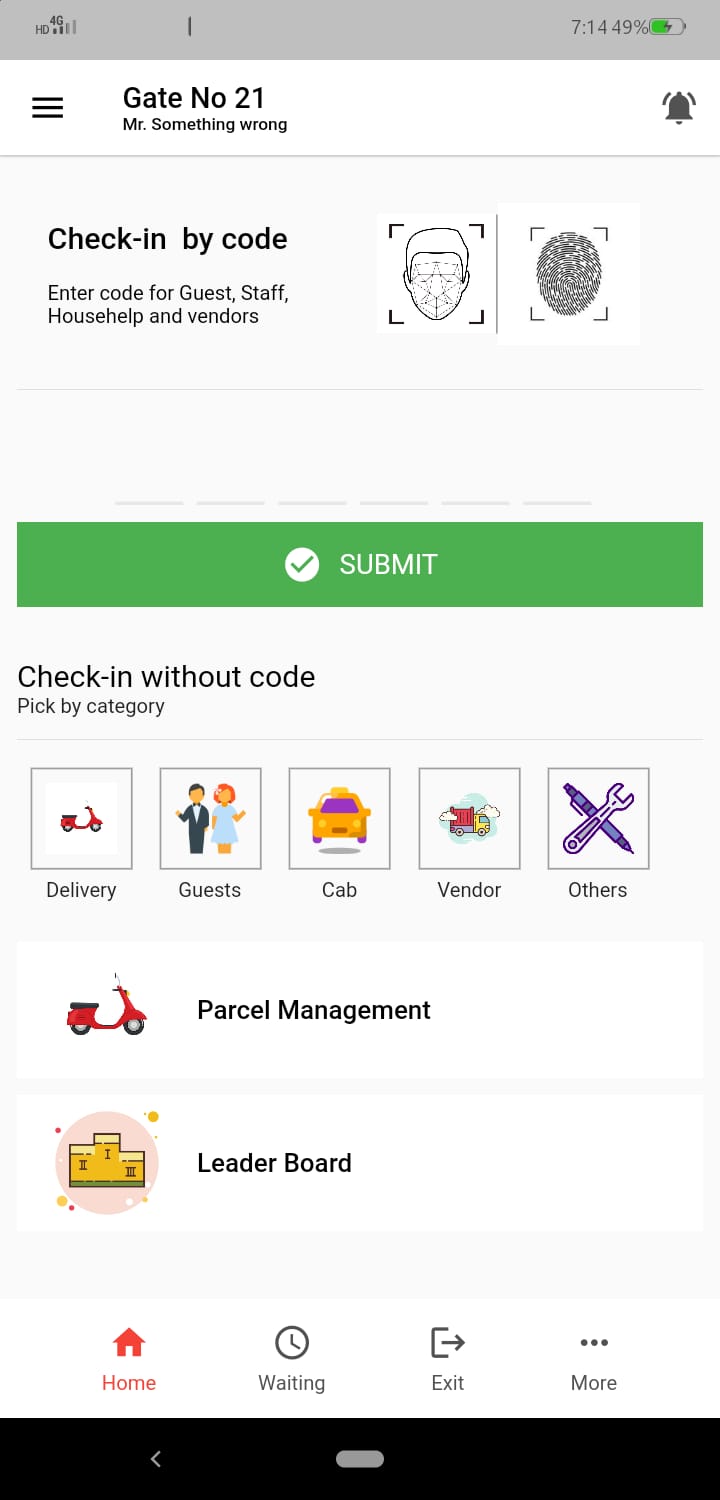 HD 4G
7:14 49%
Gate No 21
Mr. Something wrong
Check-in by code
Enter code for Guest, Staff,
Househelp and vendors
SUBMIT
Check-in without code
Pick by category
Delivery Guests Cab Vendor Others
Parcel Management
I
II
III
Leader Board
Home Waiting Exit More